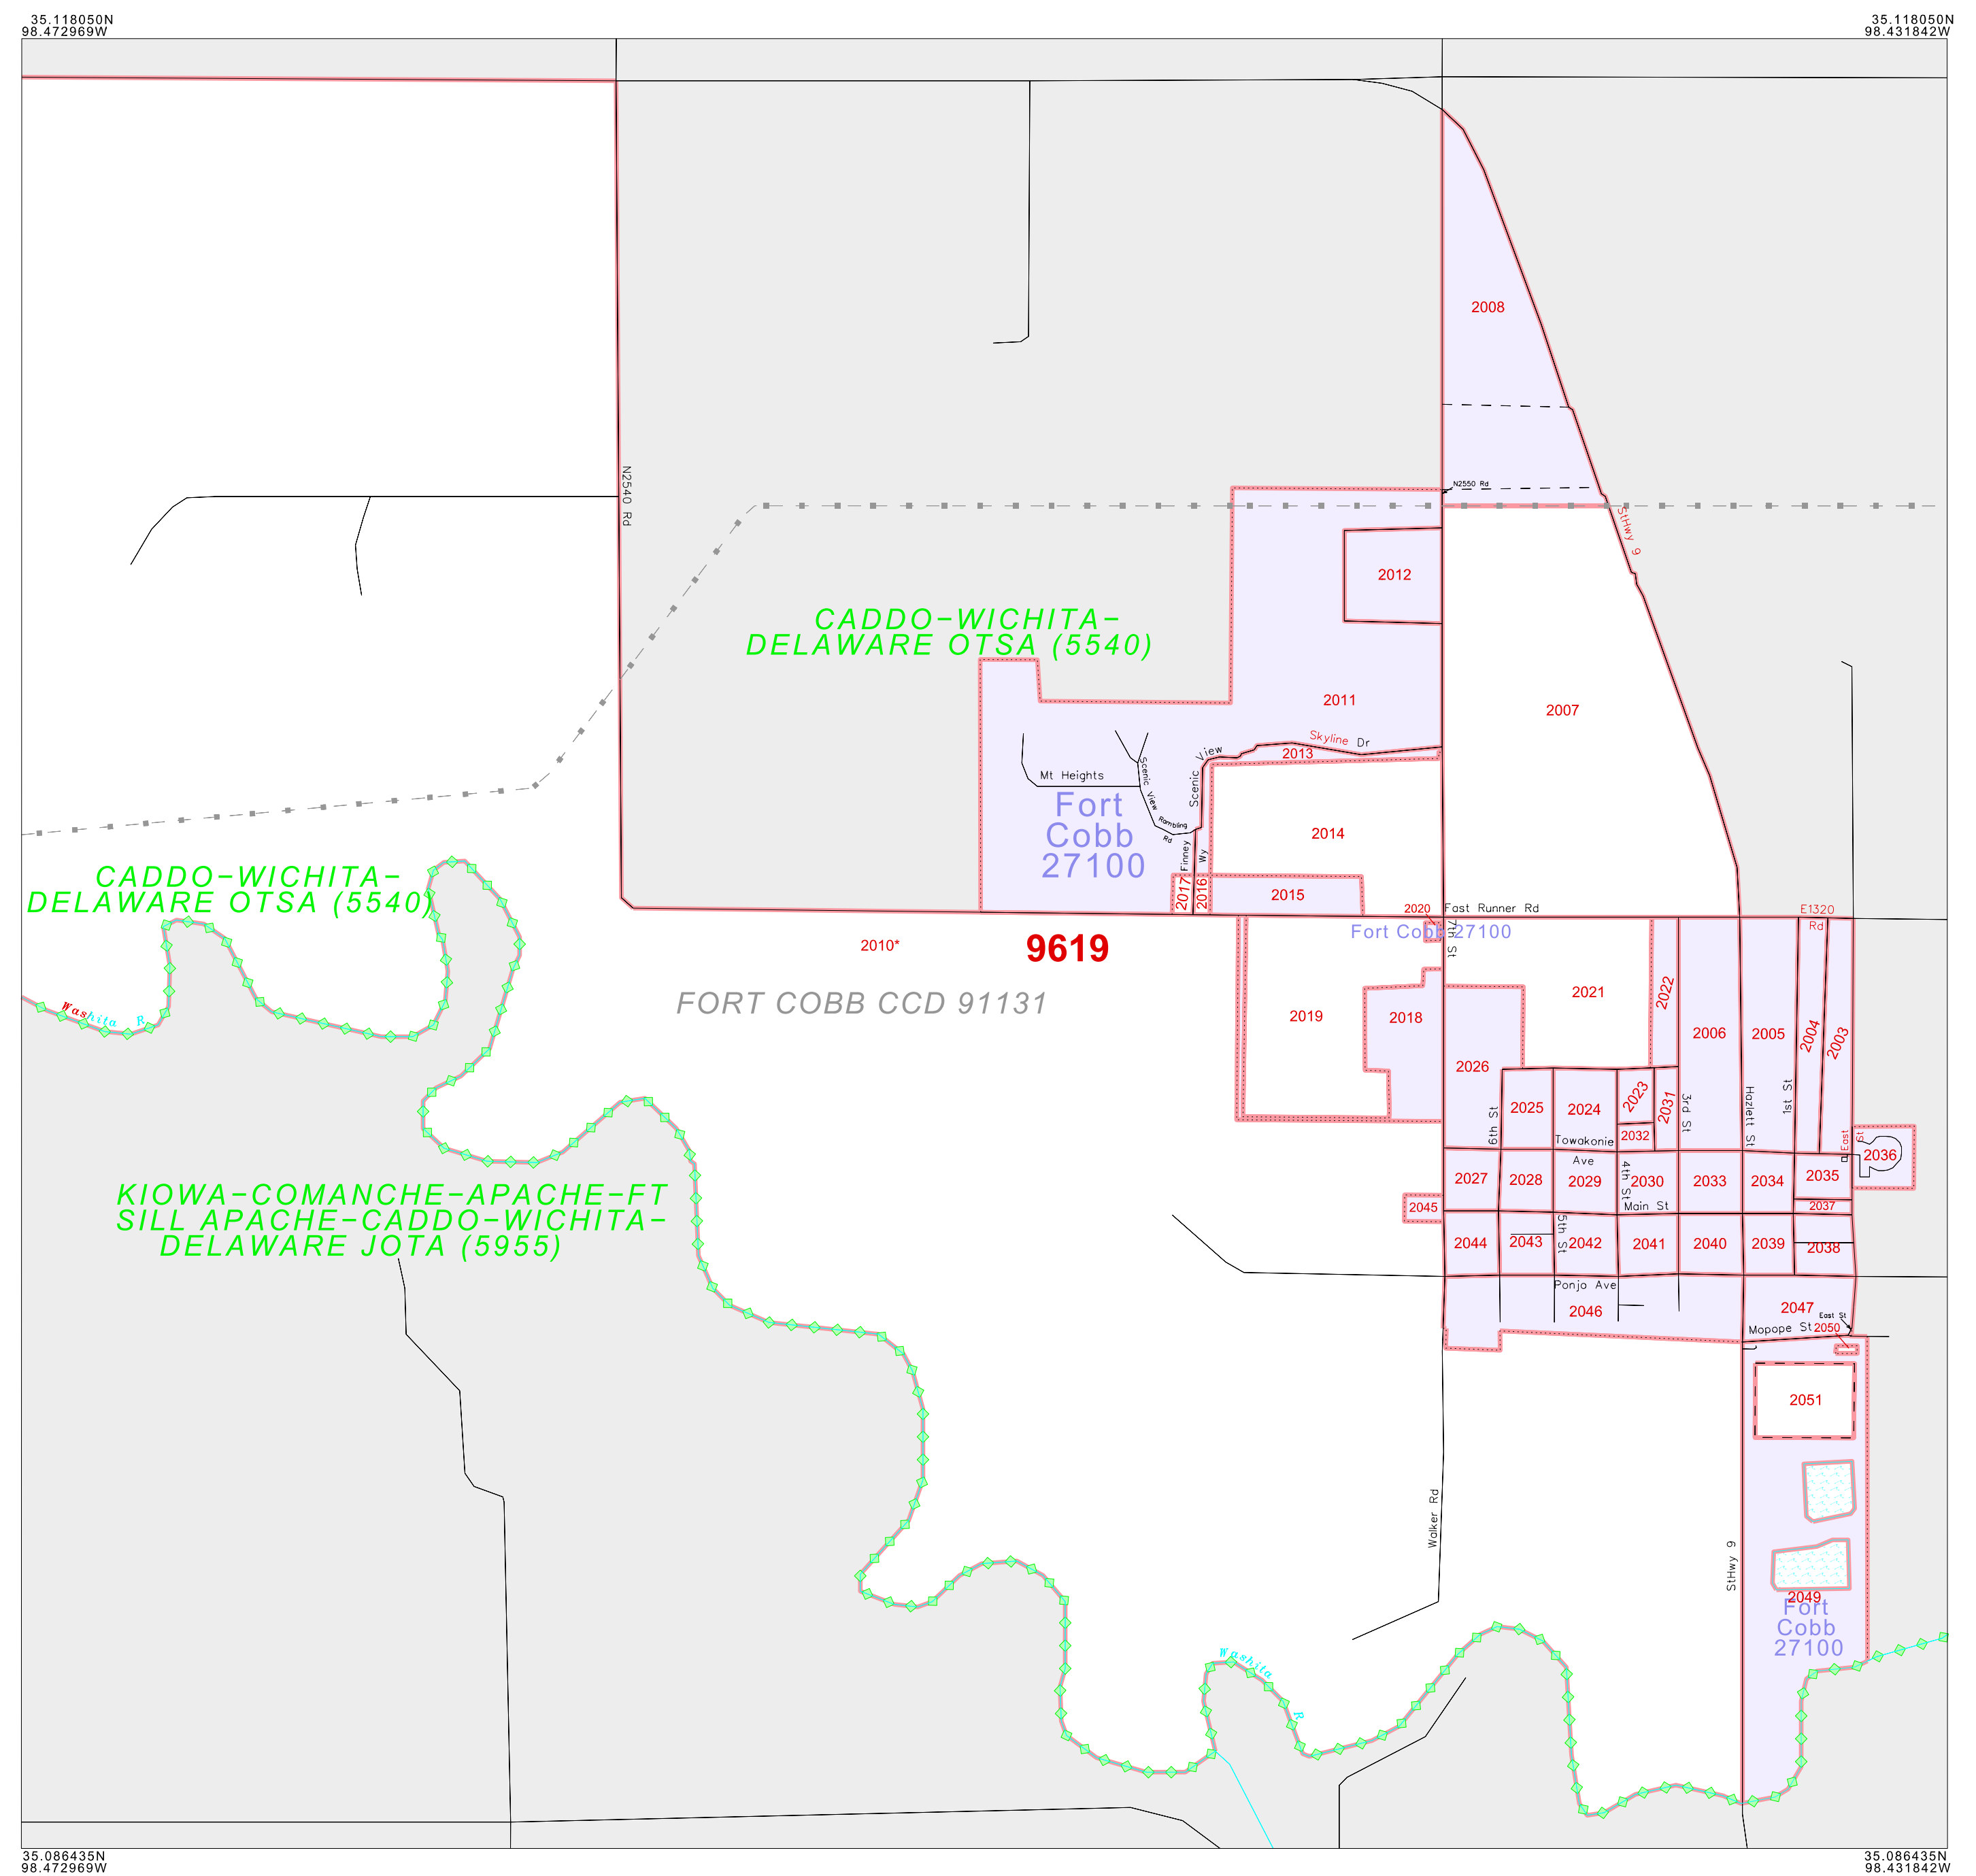 35.118050N
98.472969W
35.118050N
98.431842W
2008
N2540 Rd
N2550 Rd
StHwy 9
2012
CADDO-WICHITA-
DELAWARE OTSA (5540)
2011
2007
Skyline Dr
2013
Scenic View
Mt Heights
Scenic View
Rambling
Rd
Fort
Cobb
27100
2014
Finney
Wy
CADDO-WICHITA-
DELAWARE OTSA (5540)
2017
2016
2015
2020
Fast Runner Rd
E1320
Rd
Fort Cobb 27100
7th St
2010*
9619
FORT COBB CCD 91131
Washita R
2019
2018
2021
2022
2006
2005
2004
2003
2026
2025
2024
2023
2031
2032
6th St
3rd St
Hazlett St
1st St
Towakonie
Ave
East
St
2036
2027
2028
2029
4th St
2030
2033
2034
2035
Main St
2037
2045
KIOWA-COMANCHE-APACHE-FT
SILL APACHE-CADDO-WICHITA-
DELAWARE JOTA (5955)
2044
2043
5th St
2042
2041
2040
2039
2038
Ponjo Ave
2046
2047
East St
Mopope St
2050
2051
Walker Rd
StHwy 9
2049
Fort
Cobb
27100
Washita R
35.086435N
98.472969W
35.086435N
98.431842W